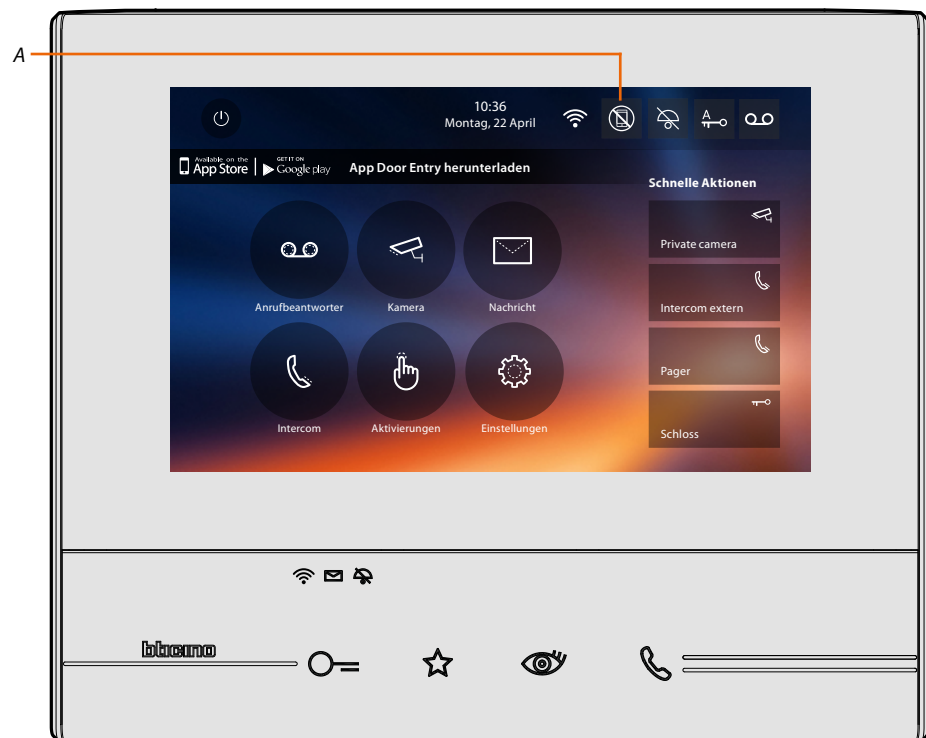 A
10:36
Montag, 22 April
A
Available on the
App Store
GET IT ON
Google play
App Door Entry herunterladen
Schnelle Aktionen
Private camera
Intercom extern
Pager
Schloss
Anrufbeantworter
Kamera
Nachricht
Intercom
Aktivierungen
Einstellungen
bticino